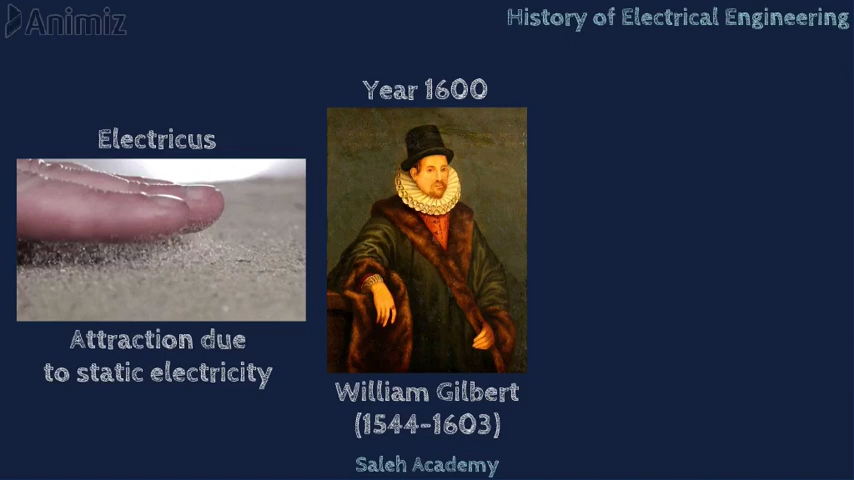 Animiz
History of Electrical Engineering
Year 1600
Electricus
Attraction due
to static electricity
William Gilbert
(1544-1603)
Saleh Academy